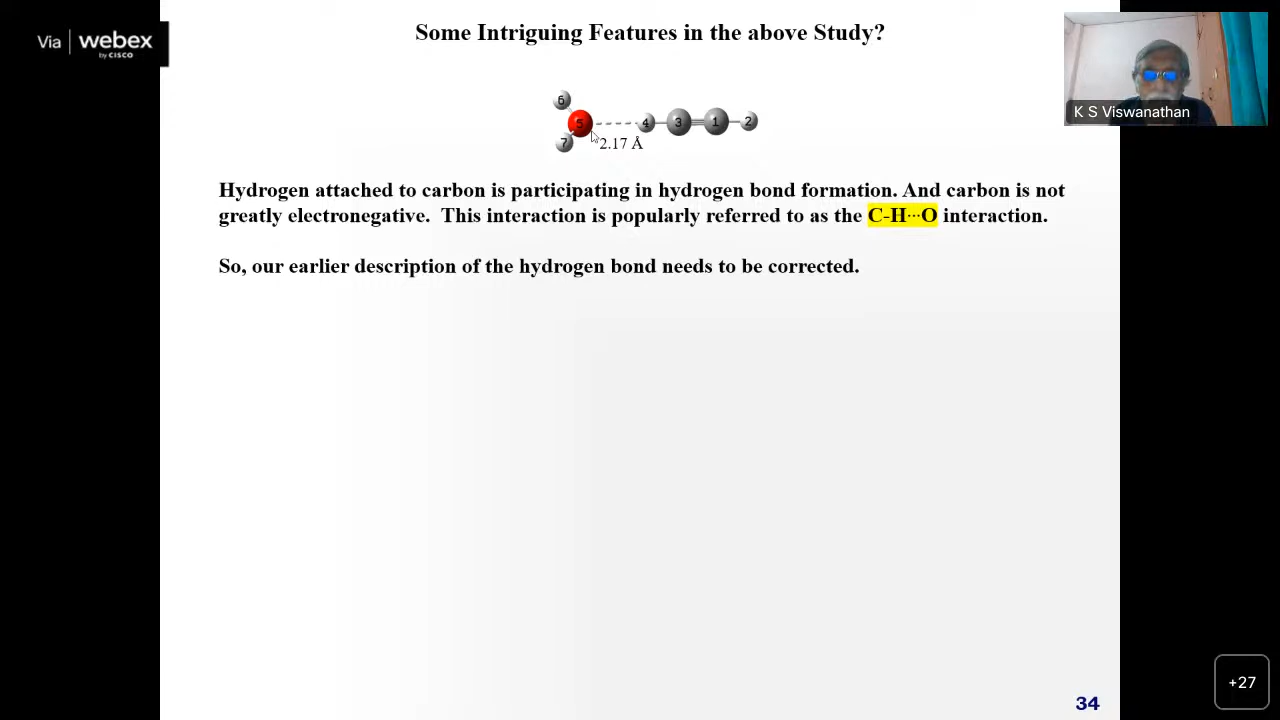 Via webex
by CISCO
Some Intriguing Features in the above Study?
K S Viswanathan
6
5
4
3
1
2
7
2.17 Å
Hydrogen attached to carbon is participating in hydrogen bond formation. And carbon is not
greatly electronegative. This interaction is popularly referred to as the C-H···O interaction.
So, our earlier description of the hydrogen bond needs to be corrected.
+27
34